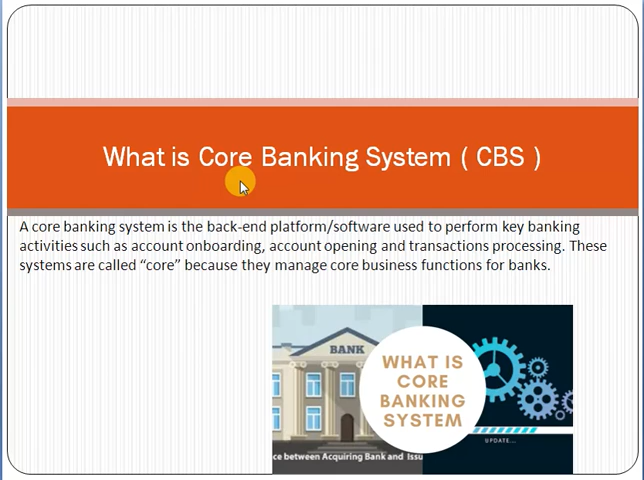 What is Core Banking System ( CBS )
A core banking system is the back-end platform/software used to perform key banking
activities such as account onboarding, account opening and transactions processing. These
systems are called “core” because they manage core business functions for banks.
BANK
WHAT IS
CORE
BANKING
SYSTEM
UPDATE...
ce between Acquiring Bank and Issu